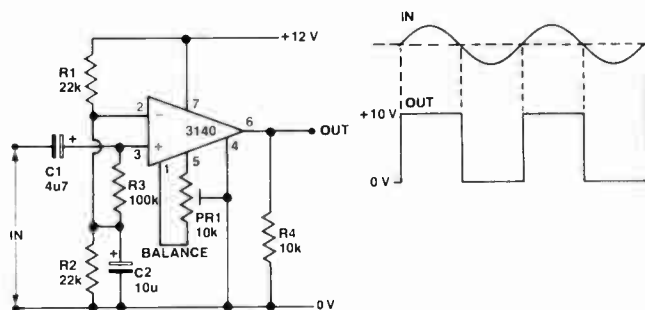 +12 V
R1
22k
2
−
7
3140
6
OUT
3
+
4
1
5
+
C1
4u7
R3
100k
PR1
10k
BALANCE
R4
10k
IN
R2
22k
+
C2
10u
0 V
IN
OUT
+10 V
0 V